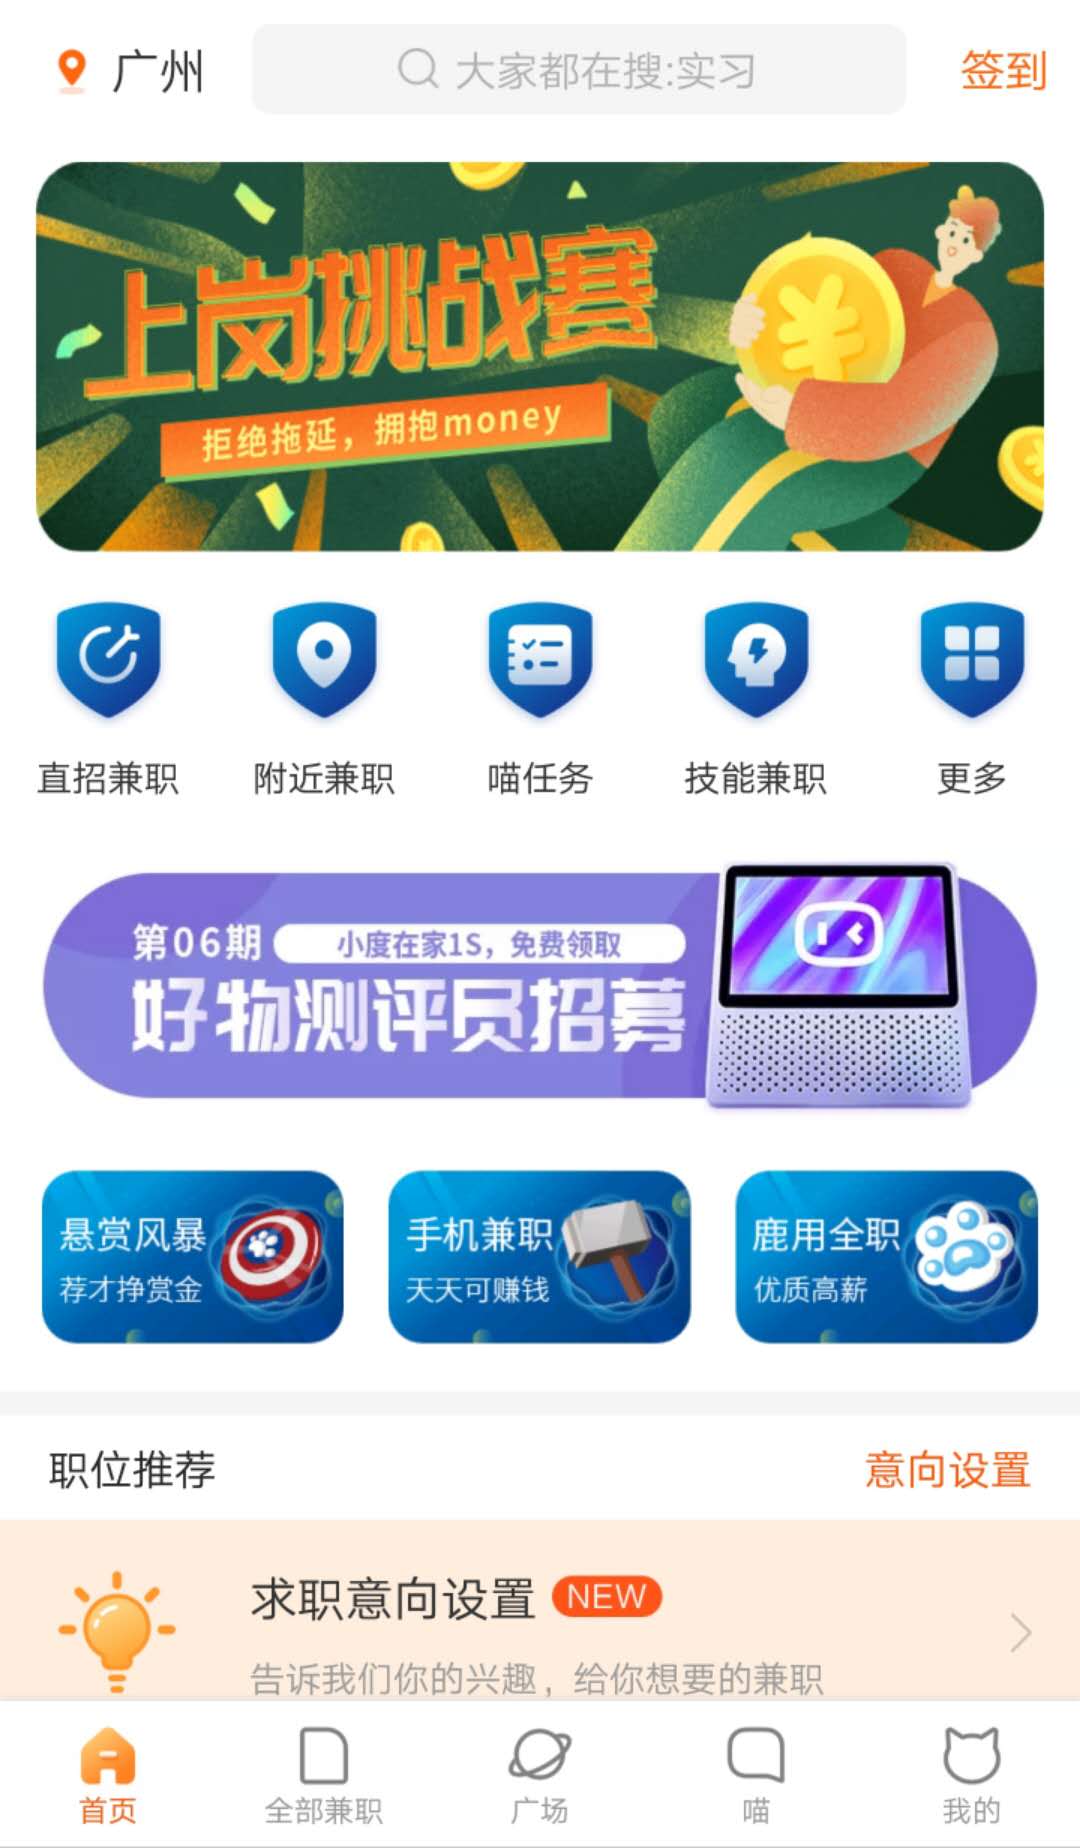 广州
大家都在搜:实习
签到
上岗挑战赛
拒绝拖延，拥抱money
直招兼职
附近兼职
喵任务
技能兼职
更多
第06期
小度在家1S，免费领取
好物测评员招募
悬赏风暴
荐才挣赏金
手机兼职
天天可赚钱
鹿用全职
优质高薪
职位推荐
意向设置
求职意向设置 NEW
告诉我们你的兴趣，给你想要的兼职
首页
全部兼职
广场
喵
我的